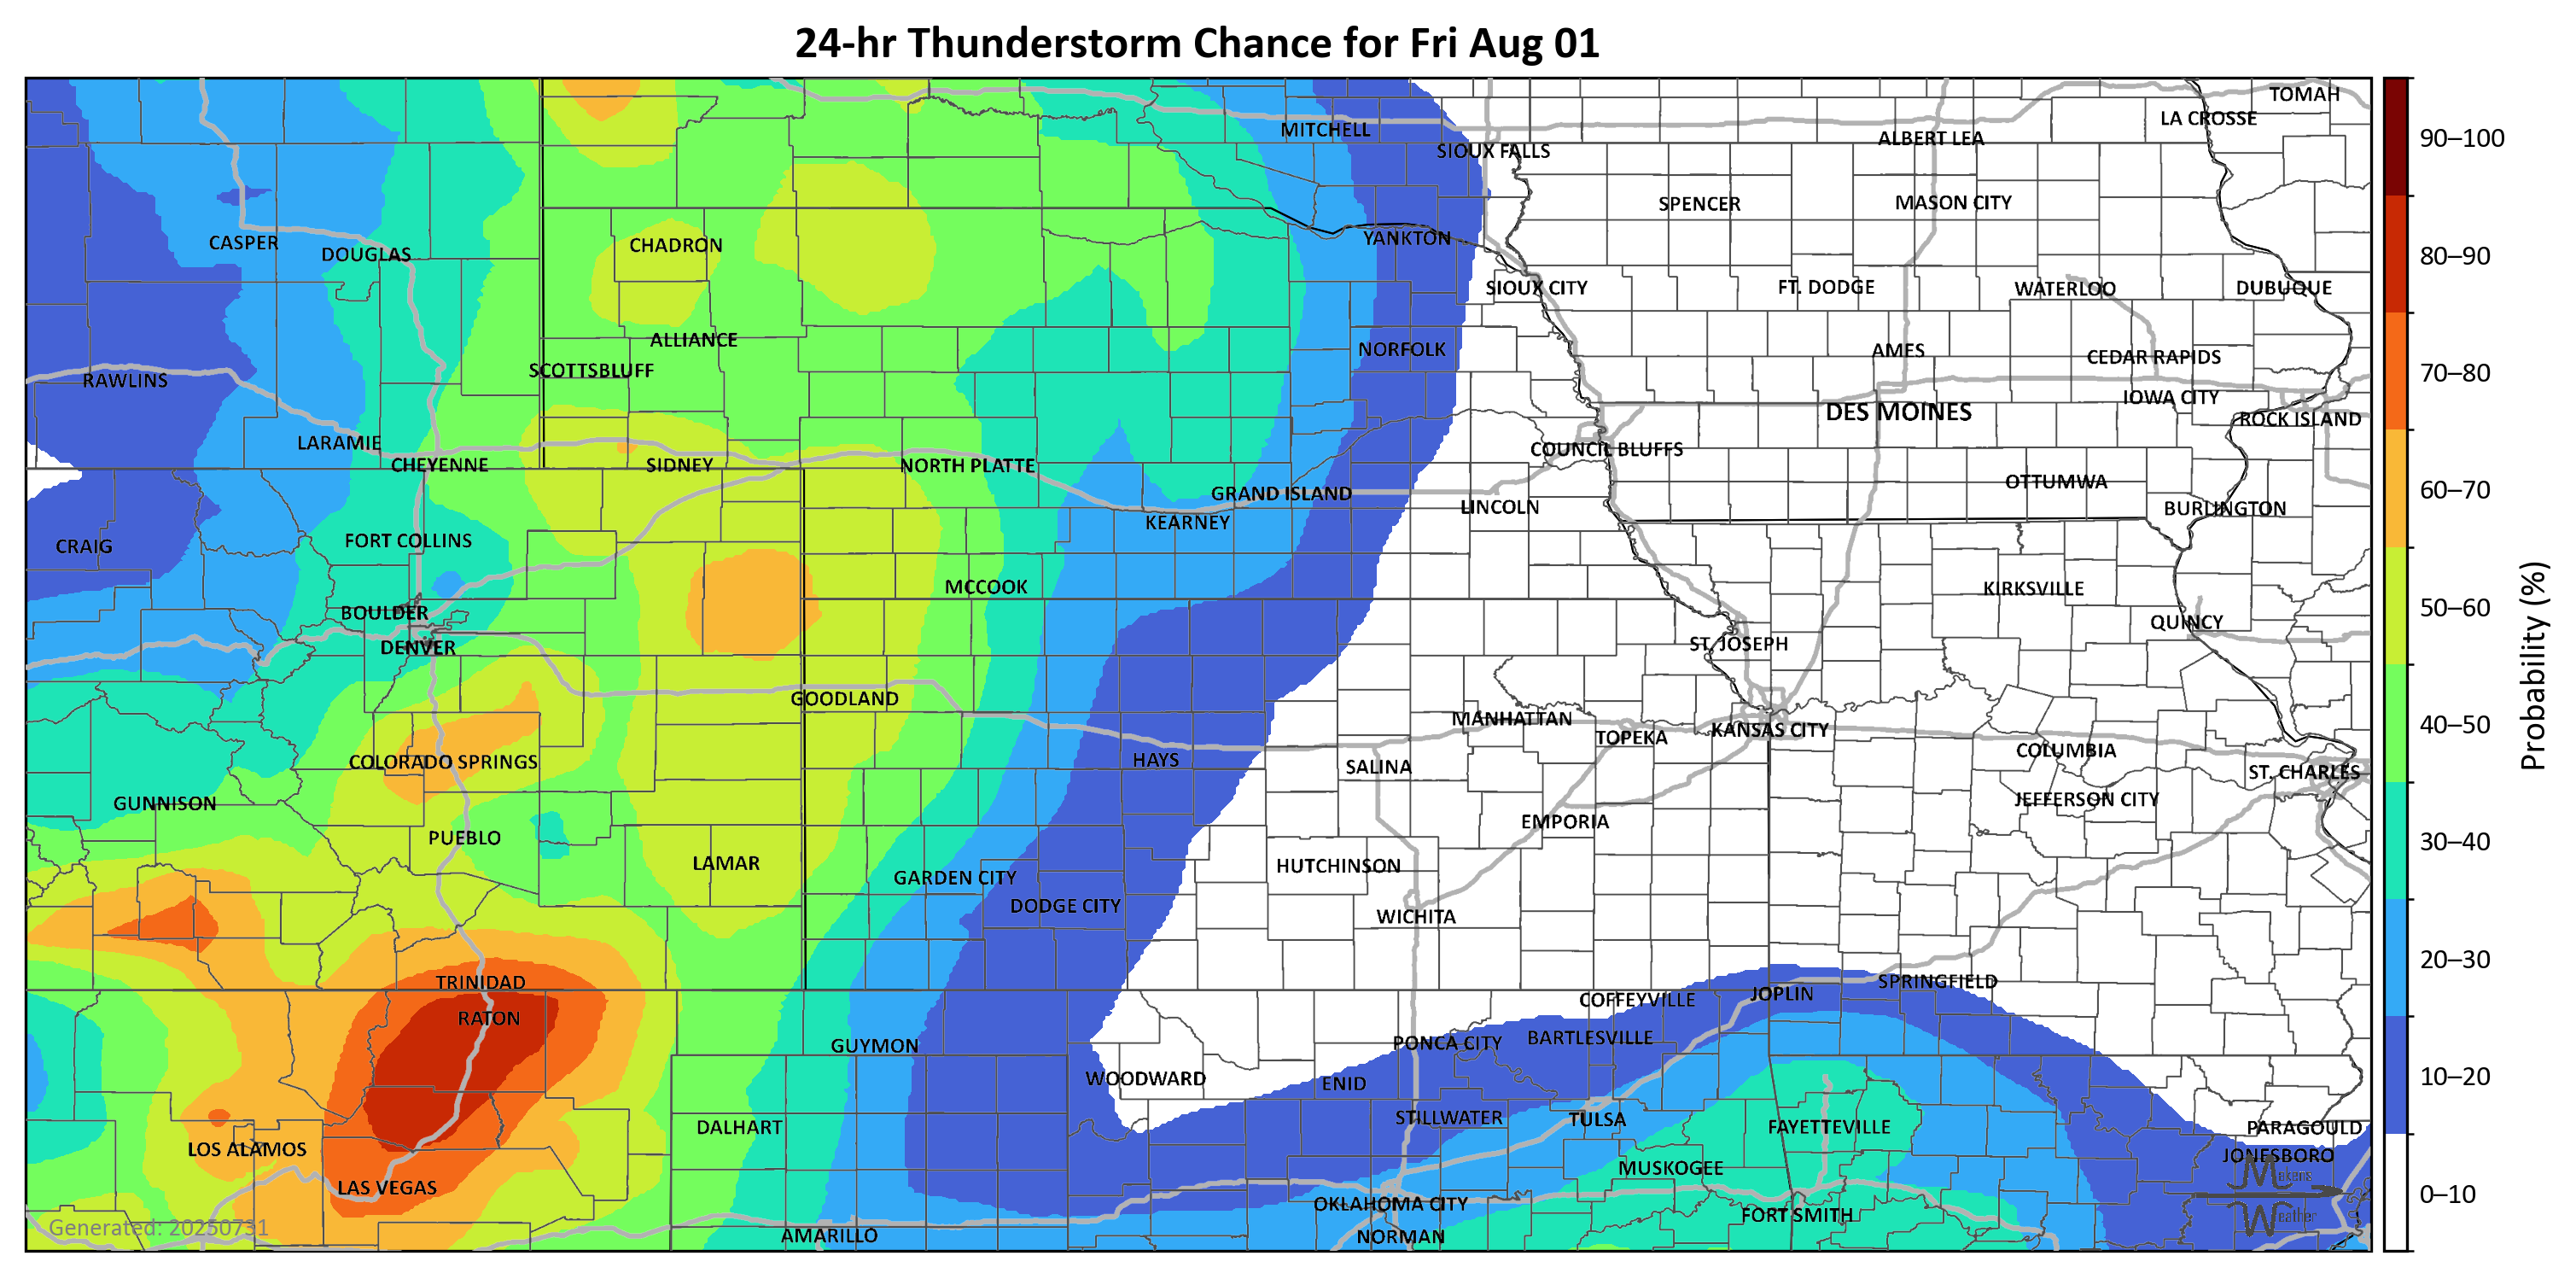 24-hr Thunderstorm Chance for Fri Aug 01
TOMAH
LA CROSSE
MITCHELL
ALBERT LEA
90–100
SIOUX FALLS
SPENCER
MASON CITY
CASPER
DOUGLAS
CHADRON
YANKTON
80–90
SIOUX CITY
FT. DODGE
WATERLOO
DUBUQUE
ALLIANCE
NORFOLK
AMES
CEDAR RAPIDS
RAWLINS
SCOTTSBLUFF
70–80
IOWA CITY
DES MOINES
ROCK ISLAND
LARAMIE
COUNCIL BLUFFS
CHEYENNE
SIDNEY
NORTH PLATTE
OTTUMWA
60–70
GRAND ISLAND
LINCOLN
BURLINGTON
KEARNEY
CRAIG
FORT COLLINS
MCCOOK
KIRKSVILLE
BOULDER
50–60
QUINCY
DENVER
ST. JOSEPH
Probability (%)
GOODLAND
MANHATTAN
TOPEKA
KANSAS CITY
40–50
COLORADO SPRINGS
HAYS
SALINA
COLUMBIA
ST. CHARLES
GUNNISON
JEFFERSON CITY
PUEBLO
EMPORIA
30–40
LAMAR
GARDEN CITY
HUTCHINSON
DODGE CITY
WICHITA
20–30
TRINIDAD
SPRINGFIELD
RATON
COFFEYVILLE
JOPLIN
GUYMON
PONCA CITY
BARTLESVILLE
WOODWARD
ENID
10–20
DALHART
STILLWATER
TULSA
FAYETTEVILLE
PARAGOULD
LOS ALAMOS
JONESBORO
MUSKOGEE
Makens
LAS VEGAS
OKLAHOMA CITY
0–10
FORT SMITH
Weather
Generated: 20250731
AMARILLO
NORMAN